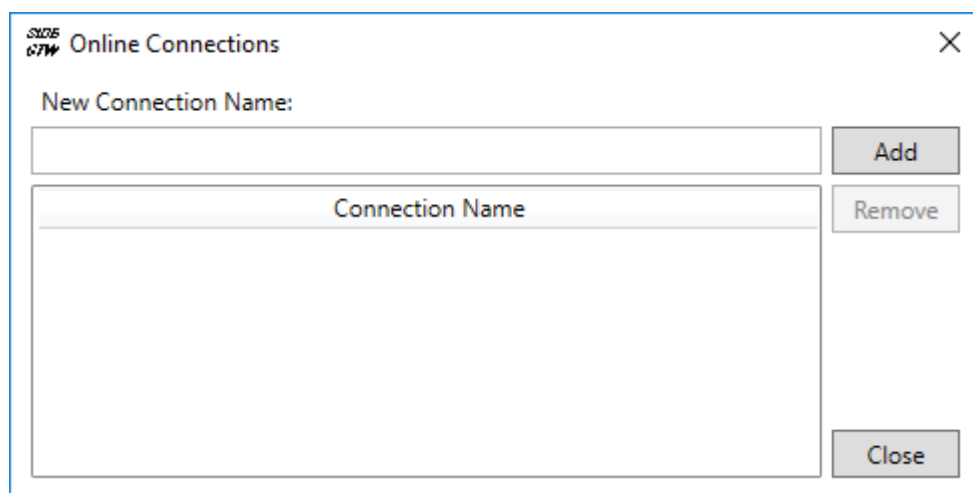 Online Connections
New Connection Name:
Add
Connection Name
Remove
Close